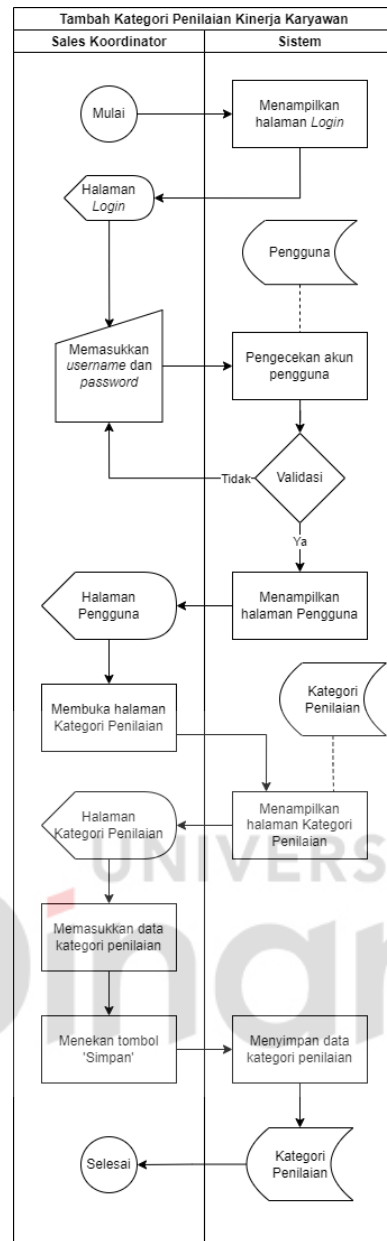 Tambah Kategori Penilaian Kinerja Karyawan
Sales Koordinator
Sistem
Mulai
Menampilkan
halaman Login
Halaman
Login
Pengguna
Memasukkan
username dan
password
Pengecekan akun
pengguna
Tidak
Validasi
Ya
Halaman
Pengguna
Menampilkan
halaman Pengguna
Membuka halaman
Kategori Penilaian
Kategori
Penilaian
Halaman
Kategori Penilaian
Menampilkan
halaman Kategori
Penilaian
UNIVERS
Dinar
Memasukkan data
kategori penilaian
Menekan tombol
'Simpan'
Menyimpan data
kategori penilaian
Selesai
Kategori
Penilaian